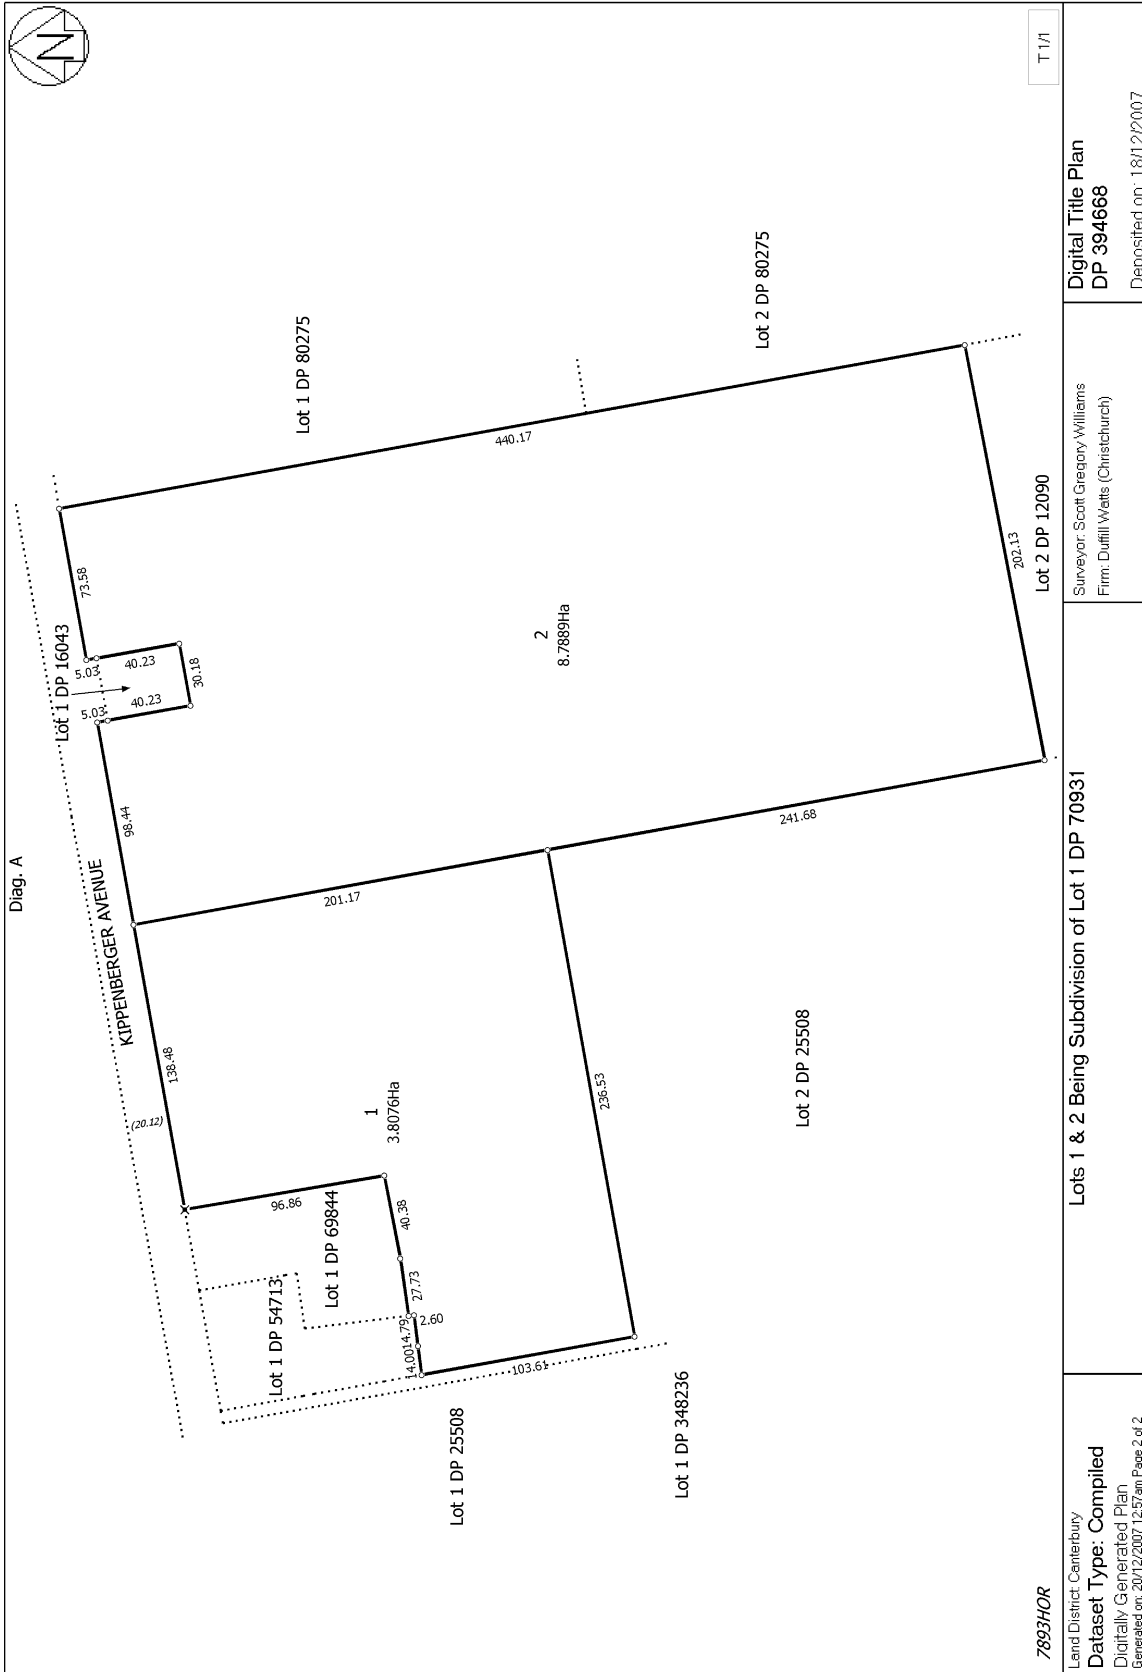 Diag. A
N
T 1/1
KIPPENBERGER AVENUE
(20.12)
Lot 1 DP 16043
Lot 1 DP 80275
Lot 2 DP 80275
73.58
5.03
40.23
5.03
40.23
30.18
98.44
440.17
138.48
201.17
2
8.7889Ha
202.13
Lot 2 DP 12090
241.68
1
3.8076Ha
96.86
Lot 1 DP 69844
Lot 1 DP 54713
40.38
27.73
2.60
14.79
14.00
236.53
103.61
Lot 2 DP 25508
Lot 1 DP 25508
Lot 1 DP 348236
7893HOR
Land District: Canterbury
Dataset Type: Compiled
Digitally Generated Plan
Generated on: 20/12/2007 12:57am Page 2 of 2
Lots 1 & 2 Being Subdivision of Lot 1 DP 70931
Surveyor: Scott Gregory Williams
Firm: Duffill Watts (Christchurch)
Digital Title Plan
DP 394668
Deposited on: 18/12/2007